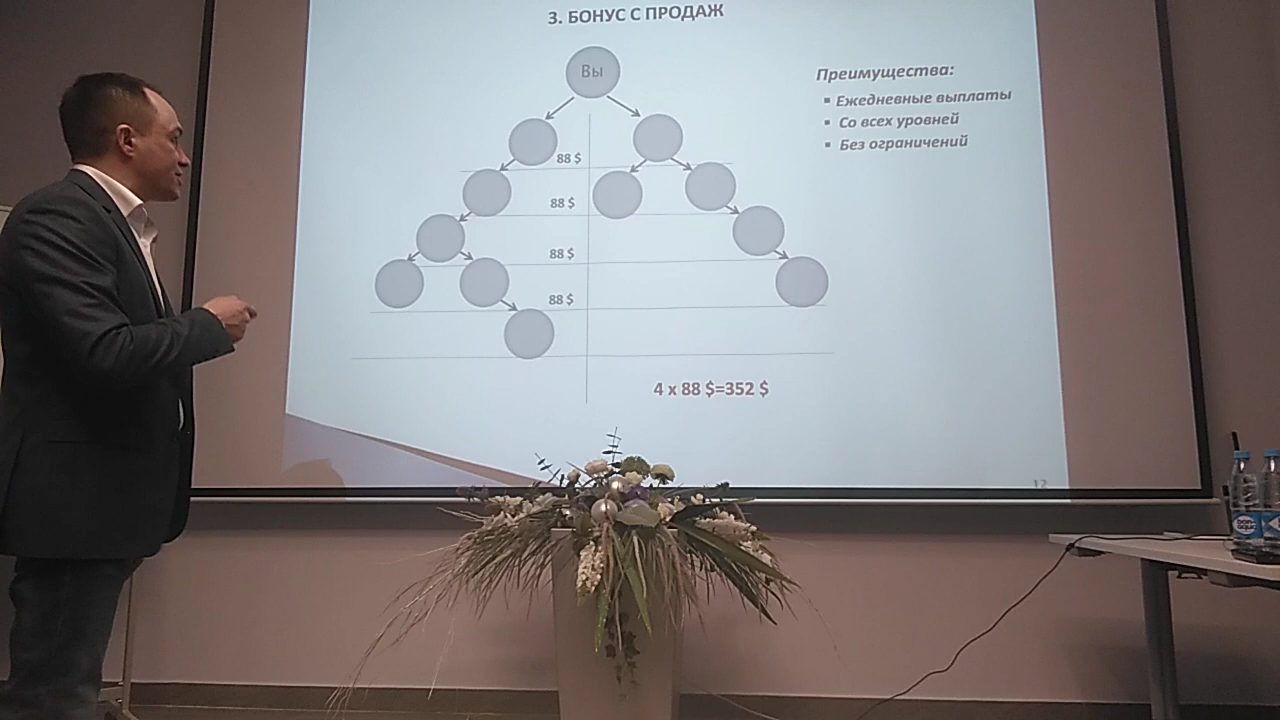 3. БОНУС С ПРОДАЖ
Вы
Преимущества:
▪ Ежедневные выплаты
▪ Со всех уровней
▪ Без ограничений
88 $
88 $
88 $
88 $
4 x 88 $=352 $
12